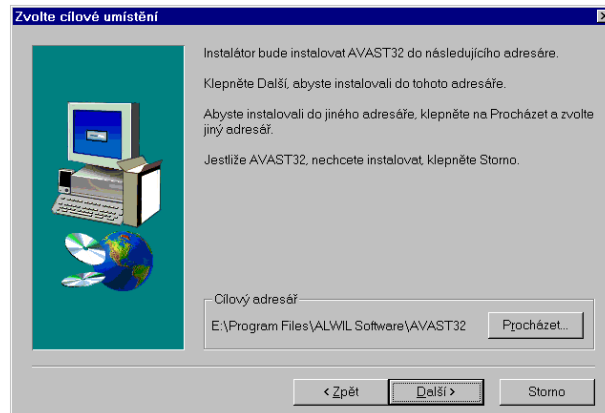 Zvolte cílové umístění
Instalátor bude instalovat AVAST32 do následujícího adresáre.
Klepněte Další, abyste instalovali do tohoto adresáře.
Abyste instalovali do jiného adresáře, klepněte na Procházet a zvolte
jiný adresář.
Jestliže AVAST32, nechcete instalovat, klepněte Storno.
Cílový adresář
E:\Program Files\ALWIL Software\AVAST32
Procházet...
< Zpět
Další >
Storno